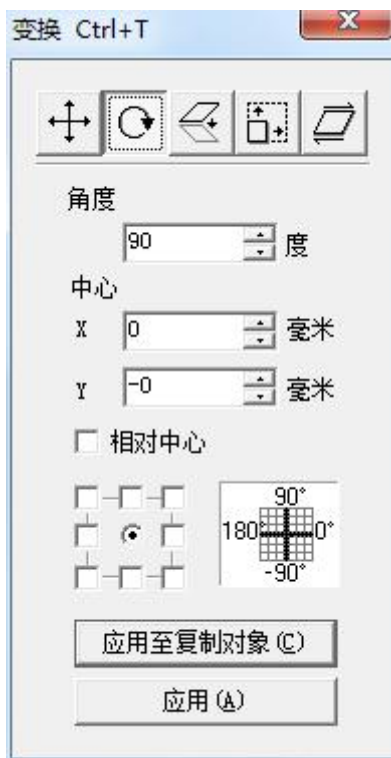 变换 Ctrl+T
角度
90 度
中心
X 0 毫米
Y -0 毫米
相对中心
90°
180° 0°
-90°
应用至复制对象(C)
应用(A)